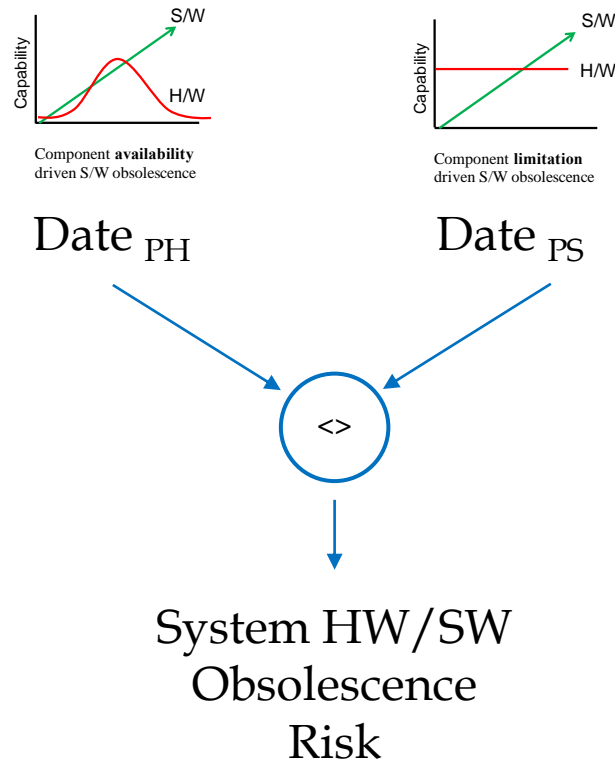 S/W
Capability
H/W
Component availability
driven S/W obsolescence
S/W
Capability
H/W
Component limitation
driven S/W obsolescence
Date PH
Date PS
<>
System HW/SW
Obsolescence
Risk